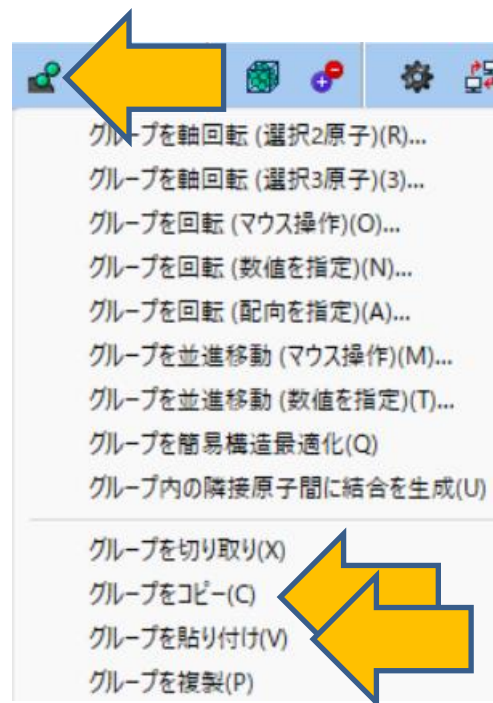 グループを軸回転 (選択2原子)(R)...
グループを軸回転 (選択3原子)(3)...
グループを回転 (マウス操作)(O)...
グループを回転 (数値を指定)(N)...
グループを回転 (配向を指定)(A)...
グループを並進移動 (マウス操作)(M)...
グループを並進移動 (数値を指定)(T)...
グループを簡易構造最適化(Q)
グループ内の隣接原子間に結合を生成(U)
グループを切り取り(X)
グループをコピー(C)
グループを貼り付け(V)
グループを複製(P)